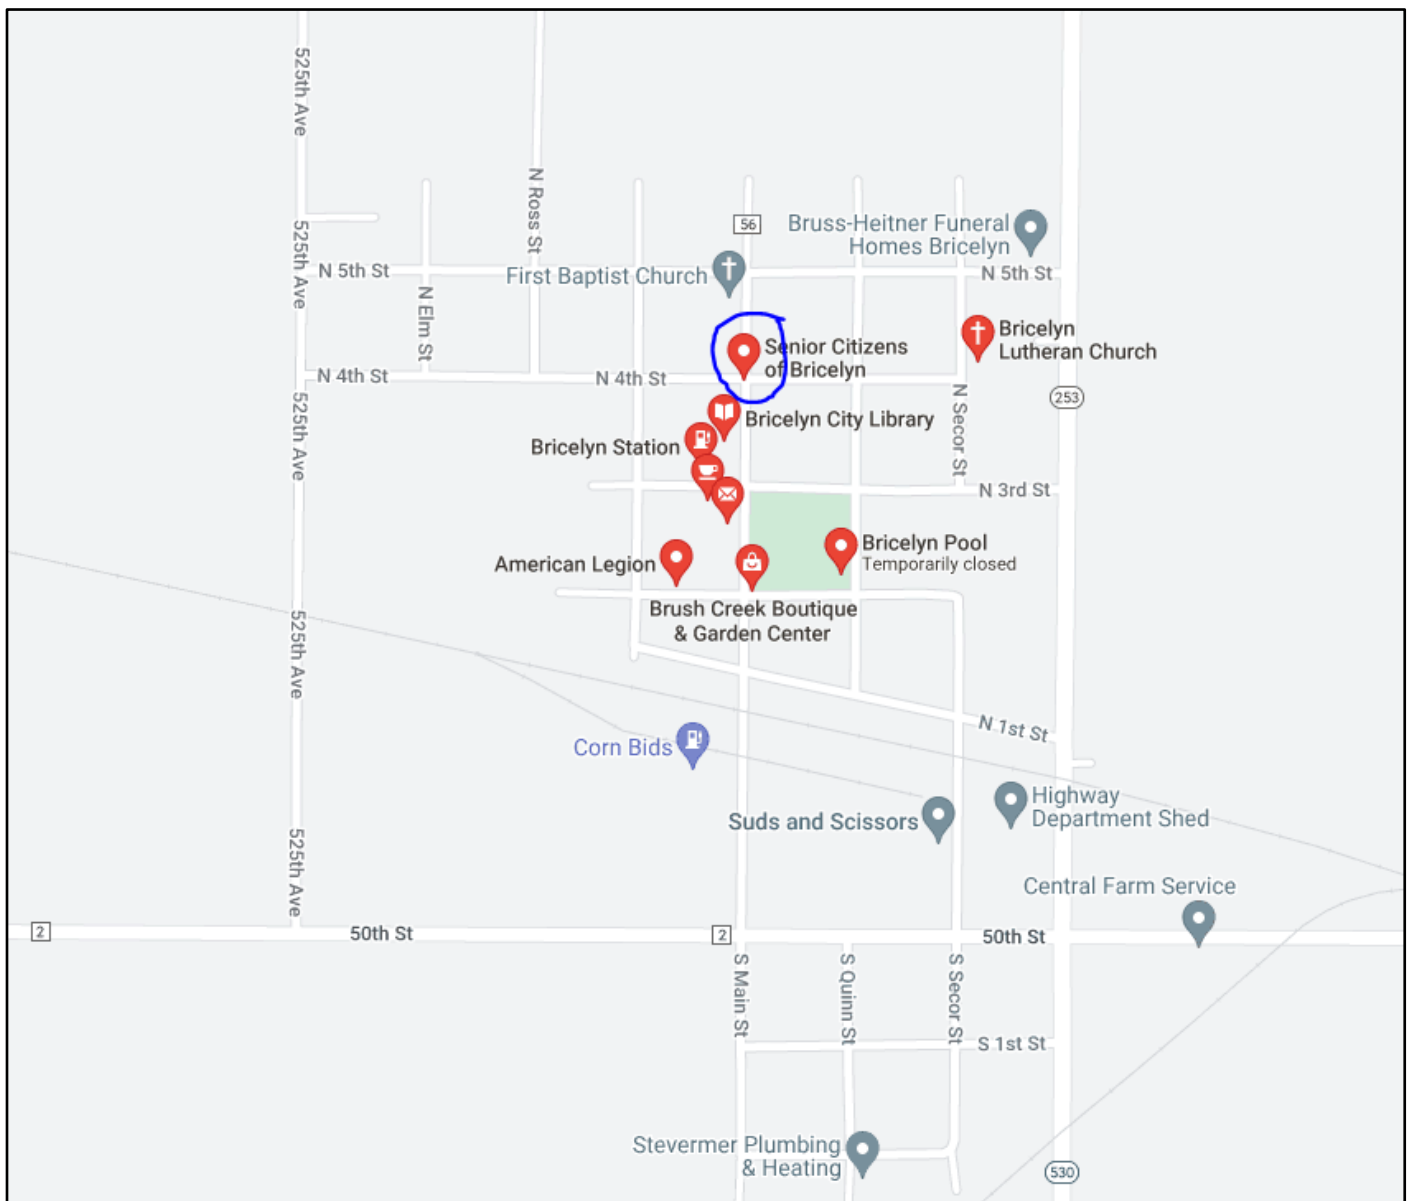 525th Ave
N Ross St
525th Ave
56
Bruss-Heitner Funeral
Homes Bricelyn
N 5th St
First Baptist Church
N 5th St
N Elm St
Senior Citizens
of Bricelyn
Bricelyn
Lutheran Church
N 4th St
N 4th St
N Secor St
253
525th Ave
Bricelyn City Library
Bricelyn Station
N 3rd St
American Legion
Bricelyn Pool
Temporarily closed
Brush Creek Boutique
& Garden Center
525th Ave
N 1st St
Corn Bids
Highway
Department Shed
Suds and Scissors
525th Ave
Central Farm Service
2
50th St
2
50th St
S Main St
S Quinn St
S Secor St
S 1st St
Stevermer Plumbing
& Heating
530